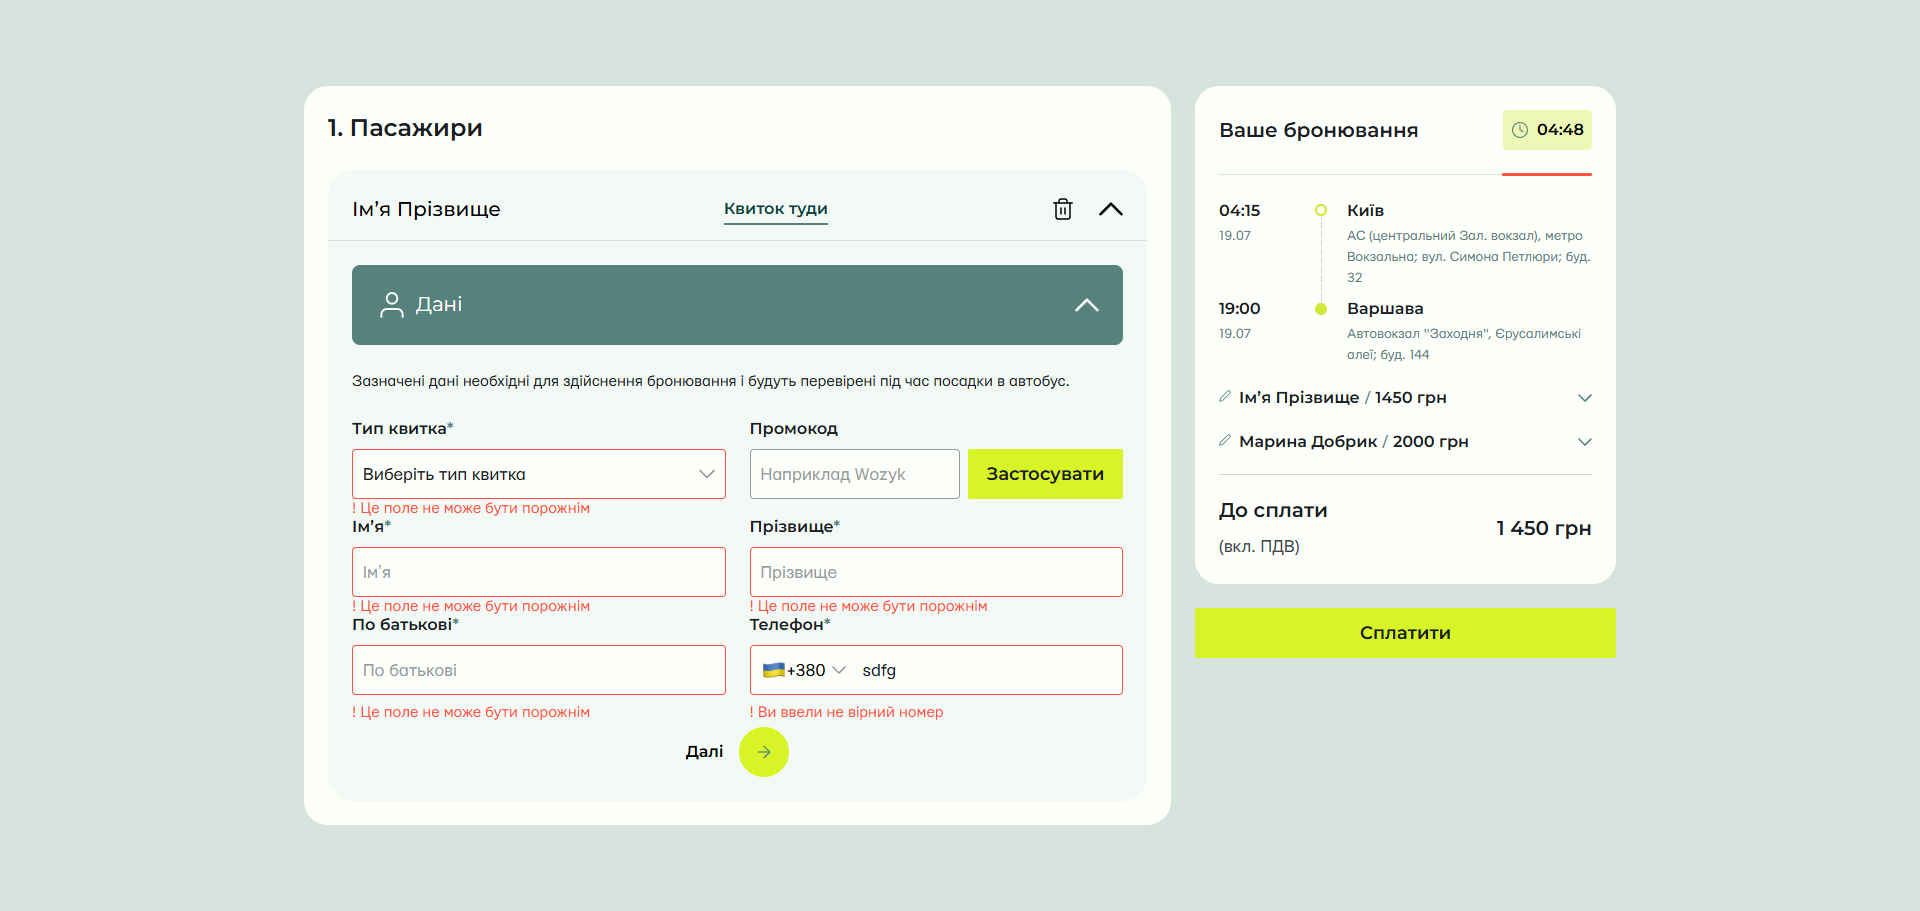 1. Пасажири
Ім’я Прізвище
Квиток туди
Дані
Зазначені дані необхідні для здійснення бронювання і будуть перевірені під час посадки в автобус.
Тип квитка*
Промокод
Виберіть тип квитка
Наприклад Wozyk
Застосувати
! Це поле не може бути порожнім
Ім’я*
Прізвище*
Ім’я
Прізвище
! Це поле не може бути порожнім
! Це поле не може бути порожнім
По батькові*
Телефон*
По батькові
+380
sdfg
! Це поле не може бути порожнім
! Ви ввели не вірний номер
Далі
Ваше бронювання
04:48
04:15
Київ
19.07
АС (центральний Зал. вокзал), метро
Вокзальна; вул. Симона Петлюри; буд.
32
19:00
Варшава
19.07
Автовокзал "Заходня", Єрусалимські
алеї; буд. 144
Ім’я Прізвище / 1450 грн
Марина Добрик / 2000 грн
До сплати
1 450 грн
(вкл. ПДВ)
Сплатити